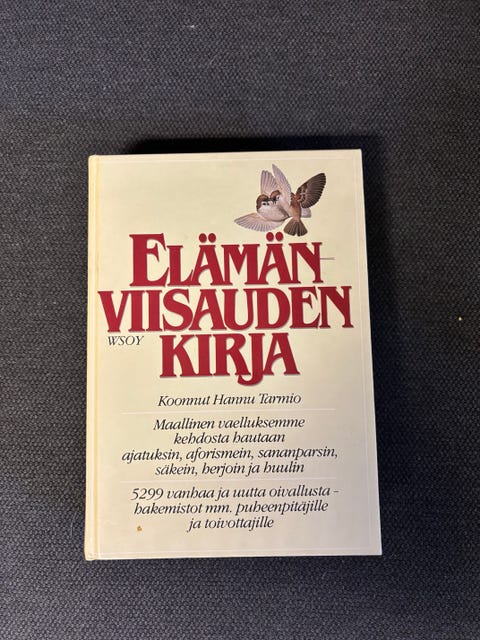 ELÄMÄN-
VIISAUDEN
WSOY
KIRJA
Koonnut Hannu Tarmio
Maallinen vaelluksemme
kehdosta hautaan
ajatuksin, aforismein, sananparsin,
säkein, herjoin ja huulin
5299 vanhaa ja uutta oivallusta -
hakemistot mm. puheenpitäjille
ja toivottajille